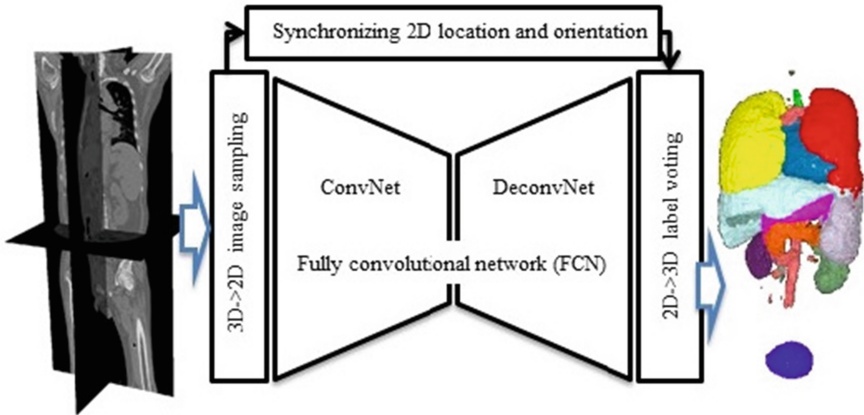 Synchronizing 2D location and orientation
3D->2D image sampling
ConvNet
DeconvNet
Fully convolutional network (FCN)
2D->3D label voting